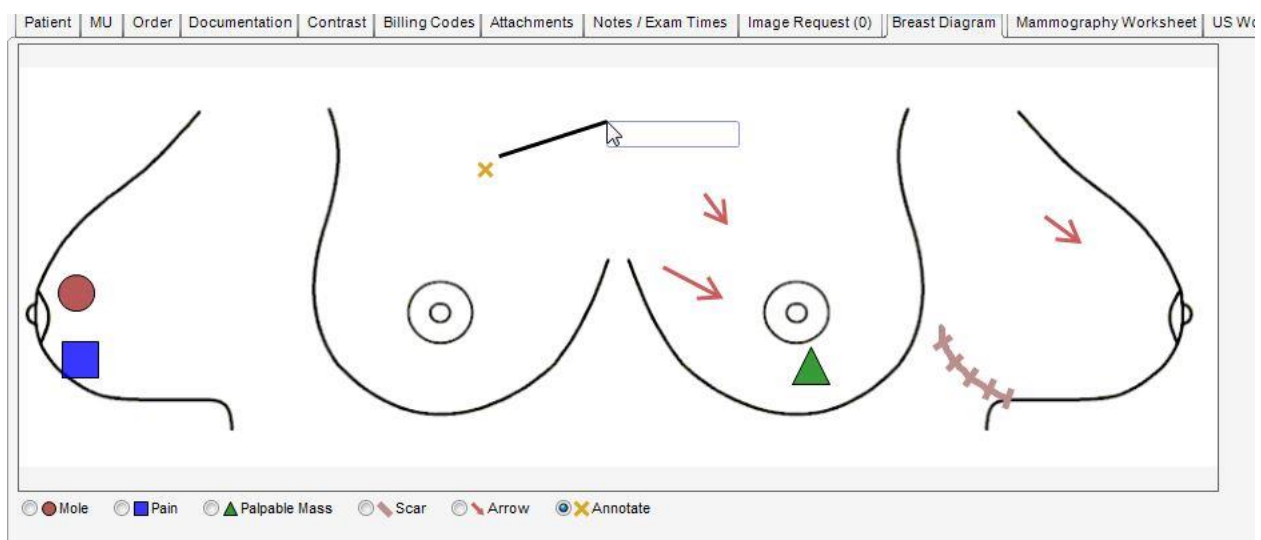 Patient MU Order Documentation Contrast Billing Codes Attachments Notes / Exam Times Image Request (0) Breast Diagram Mammography Worksheet US
Mole Pain Palpable Mass Scar Arrow Annotate